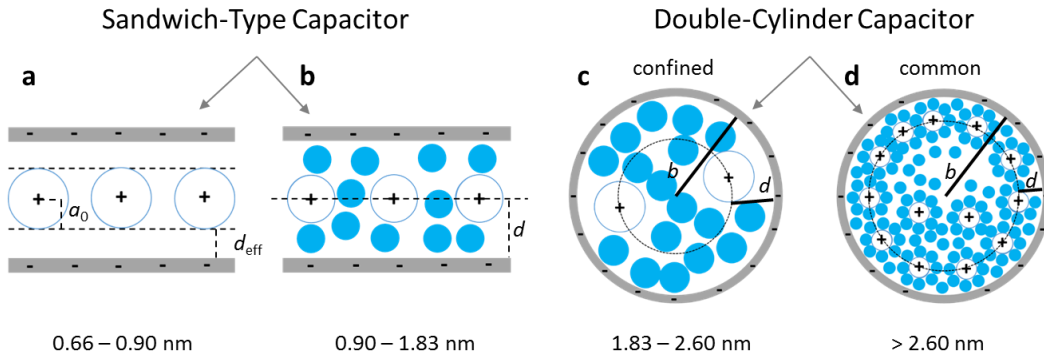 Sandwich-Type Capacitor
Double-Cylinder Capacitor
a
b
c
confined
d
common
- - - - -
- - - - -
+ + +
a0
deff
- - - - -
- - - - -
+ + +
d
- - - - -
b
d
+
+
b
d
+ + + + + + + + + + +
0.66 – 0.90 nm
0.90 – 1.83 nm
1.83 – 2.60 nm
> 2.60 nm